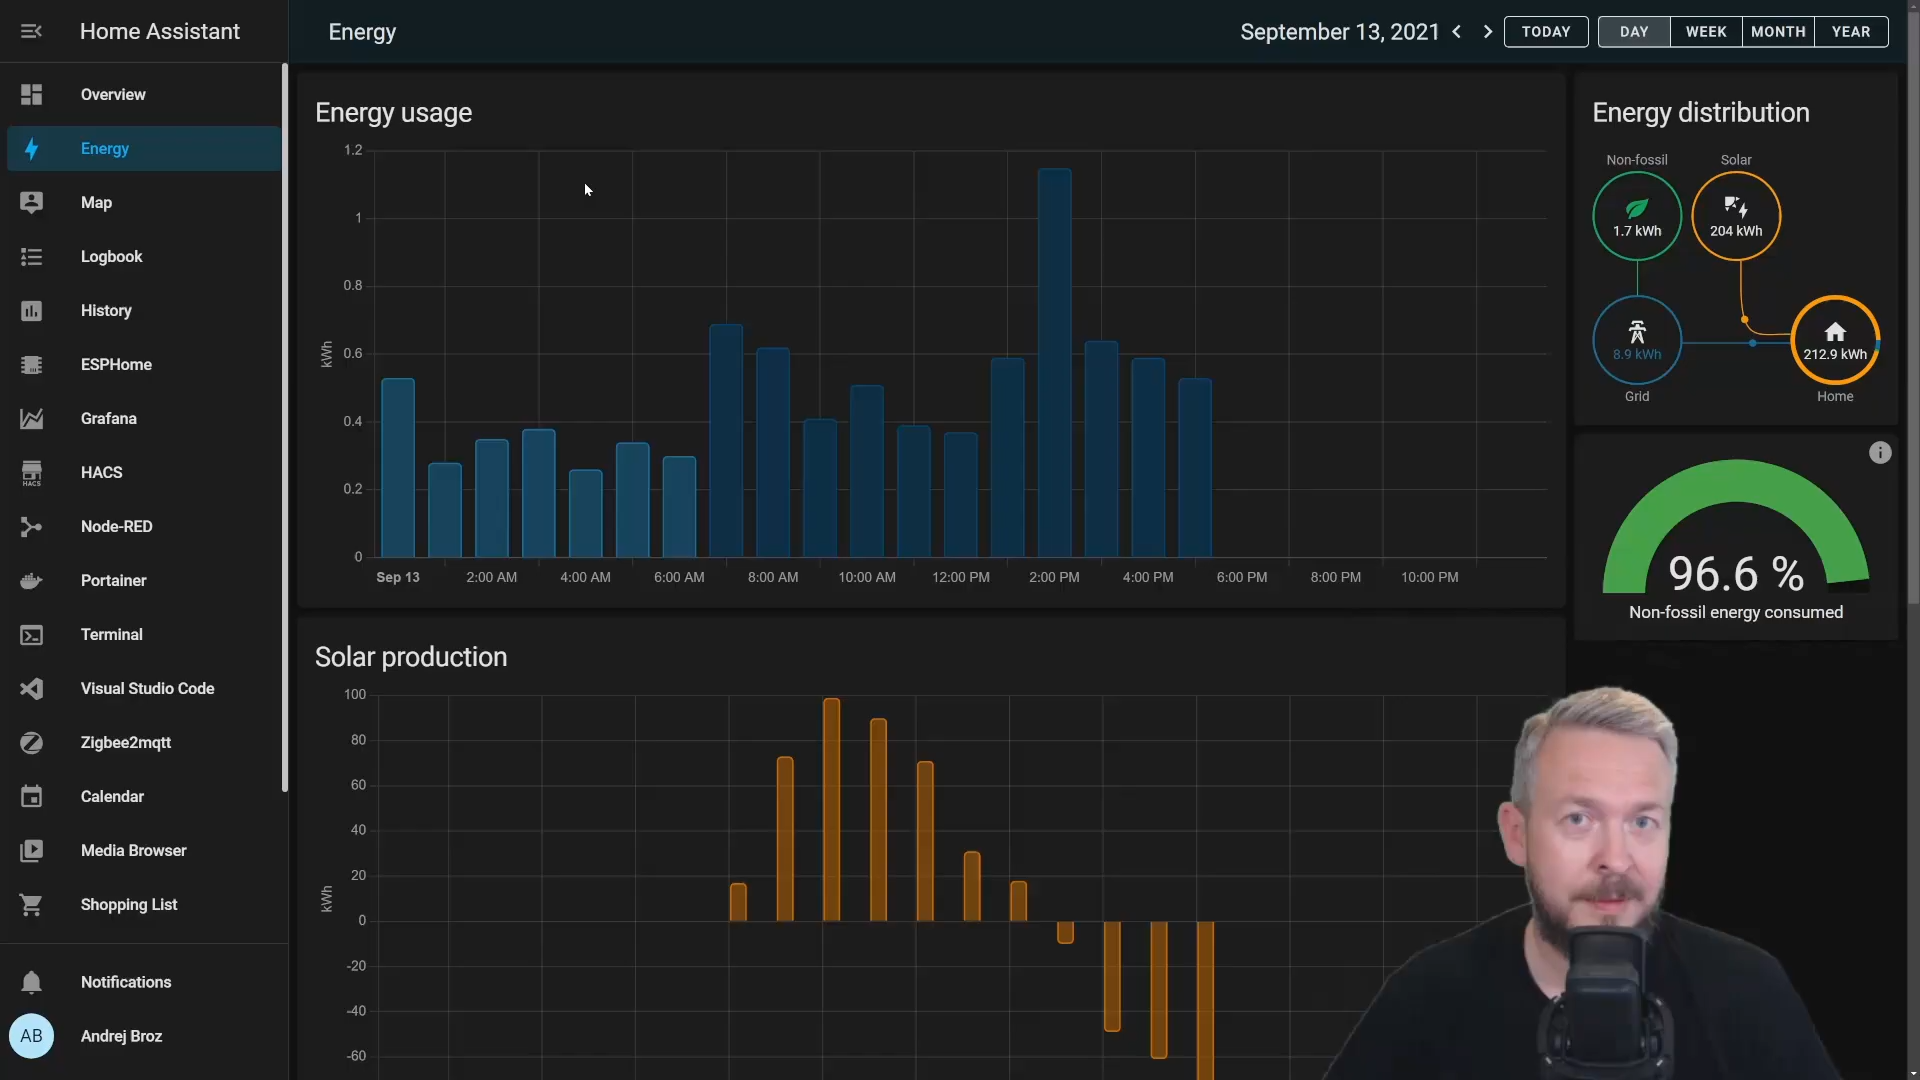 Home Assistant
Overview
Energy
Map
Logbook
History
ESPHome
Grafana
HACS
HACS
Node-RED
Portainer
Terminal
Visual Studio Code
Zigbee2mqtt
Calendar
Media Browser
Shopping List
Notifications
AB
Andrej Broz
Energy
September 13, 2021
TODAY
DAY
WEEK
MONTH
YEAR
Energy usage
1.2
1
0.8
0.6
0.4
0.2
0
kWh
Sep 13
2:00 AM
4:00 AM
6:00 AM
8:00 AM
10:00 AM
12:00 PM
2:00 PM
4:00 PM
6:00 PM
8:00 PM
10:00 PM
Solar production
100
80
60
40
20
0
-20
-40
-60
kWh
Energy distribution
Non-fossil
Solar
1.7 kWh
204 kWh
8.9 kWh
212.9 kWh
Grid
Home
96.6 %
Non-fossil energy consumed